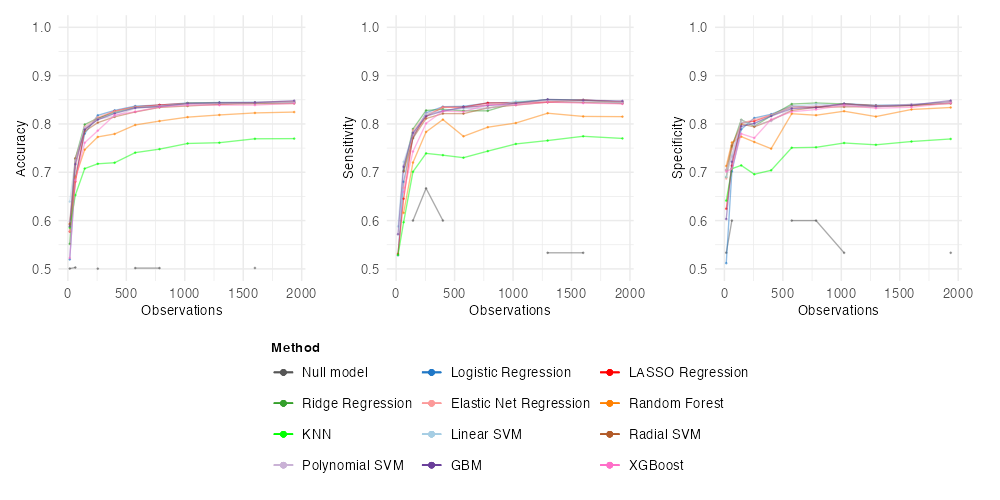 1.0
0.9
0.8
0.7
0.6
0.5
Accuracy
0 500 1000 1500 2000
Observations
1.0
0.9
0.8
0.7
0.6
0.5
Sensitivity
0 500 1000 1500 2000
Observations
1.0
0.9
0.8
0.7
0.6
0.5
Specificity
0 500 1000 1500 2000
Observations
Method
Null model Logistic Regression LASSO Regression
Ridge Regression Elastic Net Regression Random Forest
KNN Linear SVM Radial SVM
Polynomial SVM GBM XGBoost